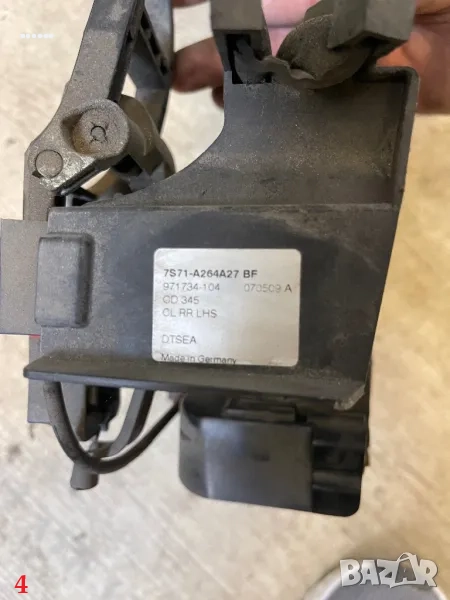 7S71-A264A27 BF
971734-104 070509 A
CD 345
CL RR LHS
DTSEA
Made in Germany
4
BAZAR